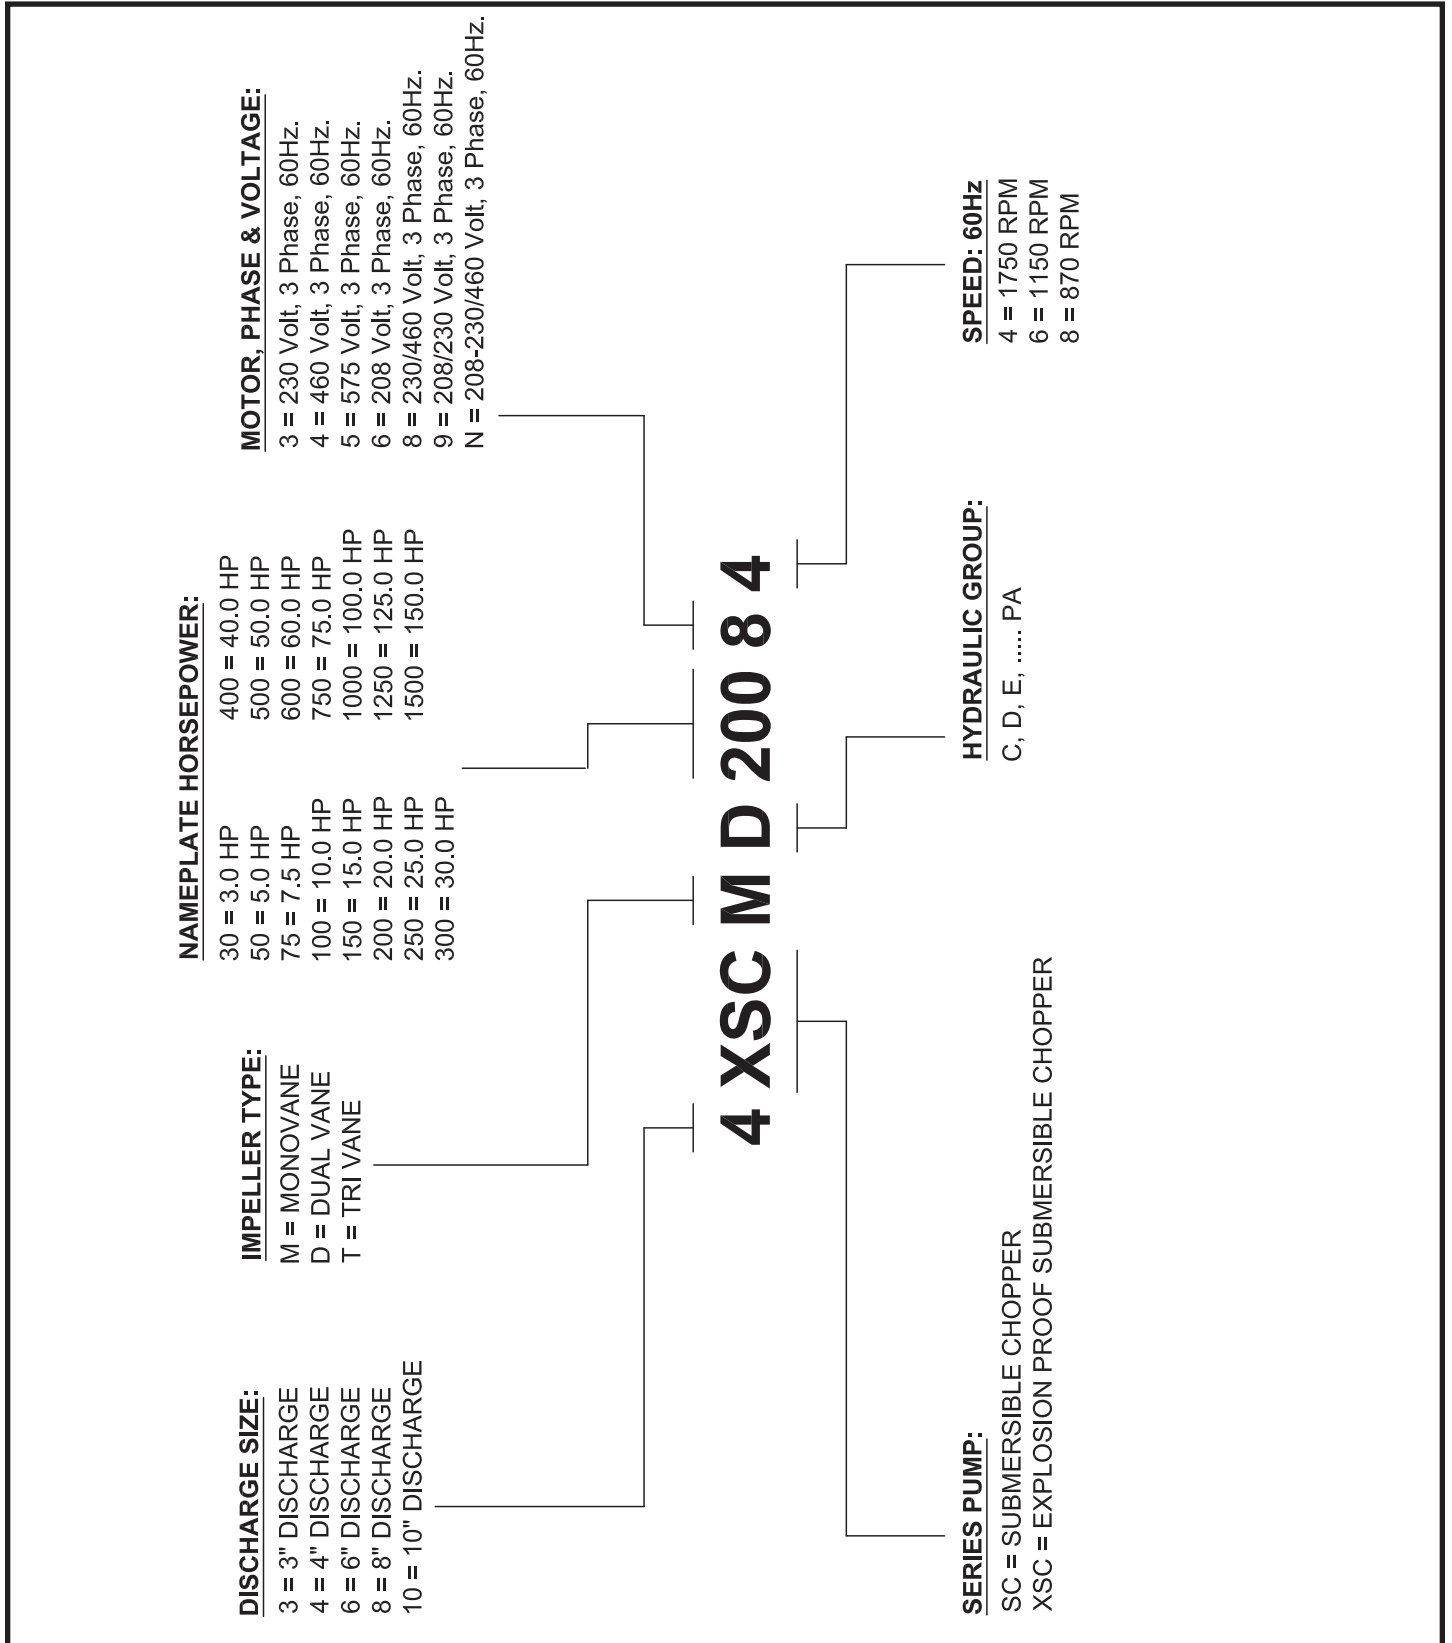 DISCHARGE SIZE:
3 = 3" DISCHARGE
4 = 4" DISCHARGE
6 = 6" DISCHARGE
8 = 8" DISCHARGE
10 = 10" DISCHARGE
IMPELLER TYPE:
M = MONOVANE
D = DUAL VANE
T = TRI VANE
NAMEPLATE HORSEPOWER:
30 = 3.0 HP
50 = 5.0 HP
75 = 7.5 HP
100 = 10.0 HP
150 = 15.0 HP
200 = 20.0 HP
250 = 25.0 HP
300 = 30.0 HP
400 = 40.0 HP
500 = 50.0 HP
600 = 60.0 HP
750 = 75.0 HP
1000 = 100.0 HP
1250 = 125.0 HP
1500 = 150.0 HP
MOTOR, PHASE & VOLTAGE:
3 = 230 Volt, 3 Phase, 60Hz.
4 = 460 Volt, 3 Phase, 60Hz.
5 = 575 Volt, 3 Phase, 60Hz.
6 = 208 Volt, 3 Phase, 60Hz.
8 = 230/460 Volt, 3 Phase, 60Hz.
9 = 208/230 Volt, 3 Phase, 60Hz.
N = 208-230/460 Volt, 3 Phase, 60Hz.
4 XSC M D 200 8 4
SERIES PUMP:
SC = SUBMERSIBLE CHOPPER
XSC = EXPLOSION PROOF SUBMERSIBLE CHOPPER
HYDRAULIC GROUP:
C, D, E, ..... PA
SPEED: 60Hz
4 = 1750 RPM
6 = 1150 RPM
8 = 870 RPM